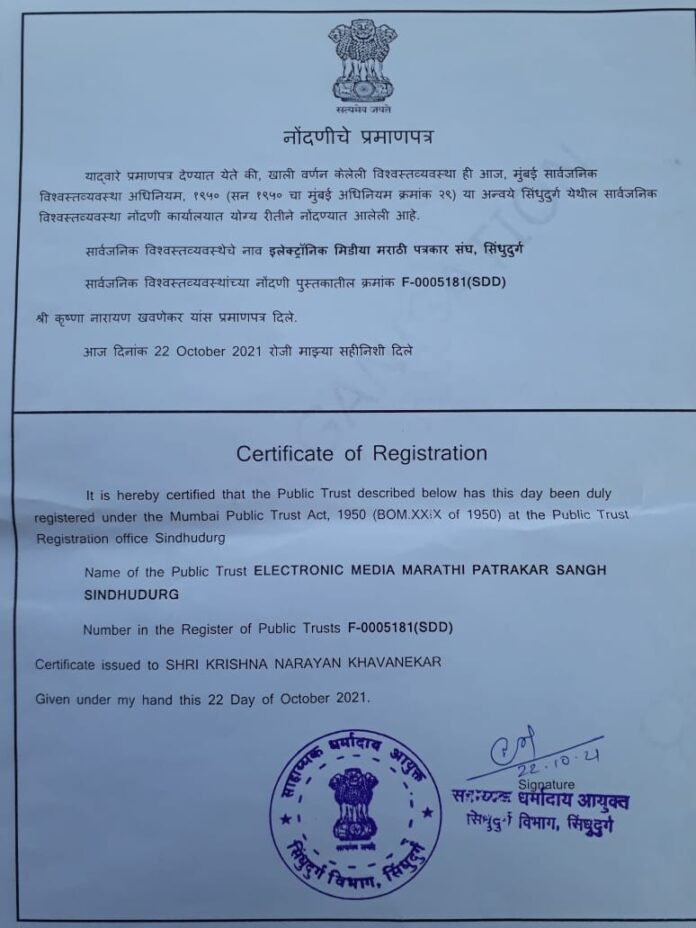 सत्यमेव जयते
नोंदणीचे प्रमाणपत्र
याद्वारे प्रमाणपत्र देण्यात येते की, खाली वर्णन केलेली विश्वस्तव्यवस्था ही आज, मुंबई सार्वजनिक
विश्वस्तव्यवस्था अधिनियम, १९५० (सन १९५० चा मुंबई अधिनियम क्रमांक २९) या अन्वये सिंधुदुर्ग येथील सार्वजनिक
विश्वस्तव्यवस्था नोंदणी कार्यालयात योग्य रीतीने नोंदण्यात आलेली आहे.
सार्वजनिक विश्वस्तव्यवस्थेचे नाव इलेक्ट्रॉनिक मिडीया मराठी पत्रकार संघ, सिंधुदुर्ग
सार्वजनिक विश्वस्तव्यवस्थांच्या नोंदणी पुस्तकातील क्रमांक F-0005181(SDD)
श्री कृष्णा नारायण खवणेकर यांस प्रमाणपत्र दिले.
आज दिनांक 22 October 2021 रोजी माझ्या सहीनिशी दिले
Certificate of Registration
It is hereby certified that the Public Trust described below has this day been duly
registered under the Mumbai Public Trust Act, 1950 (BOM.XXiX of 1950) at the Public Trust
Registration office Sindhudurg
Name of the Public Trust ELECTRONIC MEDIA MARATHI PATRAKAR SANGH
SINDHUDURG
Number in the Register of Public Trusts F-0005181(SDD)
Certificate issued to SHRI KRISHNA NARAYAN KHAVANEKAR
Given under my hand this 22 Day of October 2021.
साहाय्यक धर्मादाय आयुक्त
सत्यमेव जयते
सिंधुदुर्ग विभाग, सिंधुदुर्ग
22.10.21
Signature
धर्मादाय आयुक्त
सिंधुदुर्ग विभाग, सिंधुदुर्ग